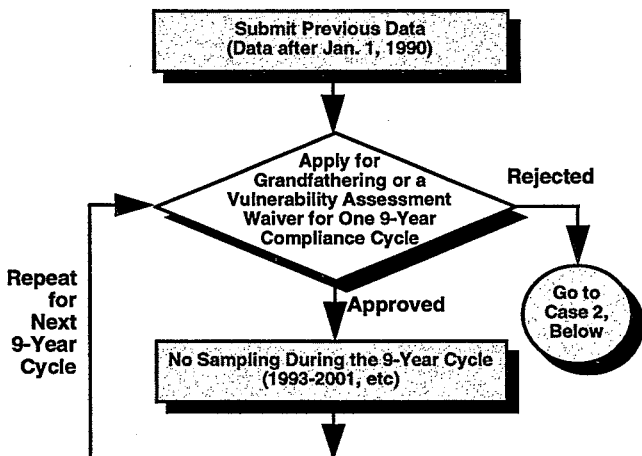 Submit Previous Data
(Data after Jan. 1, 1990)
Apply for
Grandfathering or a
Vulnerability Assessment
Waiver for One 9-Year
Compliance Cycle
Rejected
Go to
Case 2,
Below
Approved
Repeat
for
Next
9-Year
Cycle
No Sampling During the 9-Year Cycle
(1993-2001, etc)